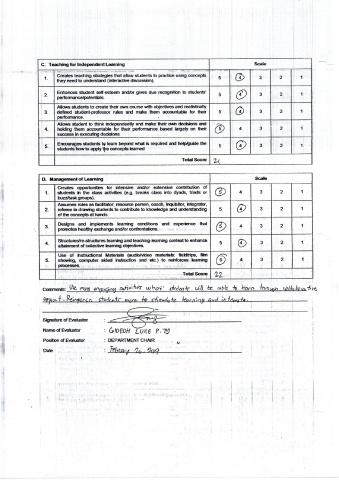 C. Teaching for Independent Learning Scale
1. Creates teaching strategies that allow students to practice using concepts
they need to understand (interactive discussion) 5 4 3 2 1
2. Enhances student self-esteem and/or gives due recognition to students'
performance/potentials. 5 4 3 2 1
3. Allows students to create their own course with objectives and realistically
defined student-professor rules and make them accountable for their
performance. 5 4 3 2 1
4. Allows student to think independently and make their own decisions and
holding them accountable for their performance based largely on their
success in executing decisions 5 4 3 2 1
5. Encourages students to learn beyond what is required and help/guide the
students how to apply the concepts learned 5 4 3 2 1
Total Score
D. Management of Learning Scale
1. Creates opportunities for intensive and/or extensive contribution of
students in the class activities (e.g. breaks class into dyads, triads or
buzz/task groups). 5 4 3 2 1
2. Assumes roles as facilitator, resource person, coach, inquisitor, integrator,
referee in drawing students to contribute to knowledge and understanding
of the concepts at hands. 5 4 3 2 1
3. Designs and implements learning conditions and experience that
promotes healthy exchange and/or confrontations. 5 4 3 2 1
4. Structures/re-structures learning and teaching-learning context to enhance
attainment of collective learning objectives. 5 4 3 2 1
5. Use of Instructional Materials (audio/video materials: fieldtrips, film
showing, computer aided instruction and etc.) to reinforces learning
processes. 5 4 3 2 1
Total Score 22
Comments: Use more engaging activities where students will be able to learn through collaborative
students more to stimulate learning and
Signature of Evaluator :
Name of Evaluator : GIDEON LUKE P. TY
Position of Evaluator : DEPARTMENT CHAIR
Date : February 2019